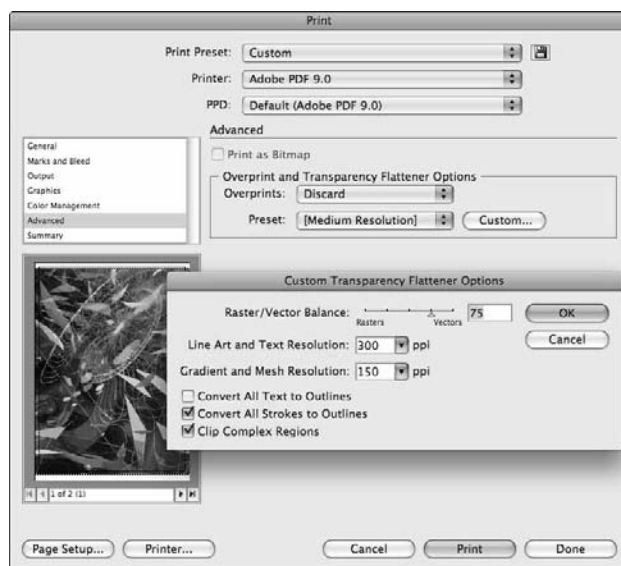 Print
Print Preset: Custom
Printer: Adobe PDF 9.0
PPD: Default (Adobe PDF 9.0)
General
Marks and Bleed
Output
Graphics
Color Management
Advanced
Summary
Advanced
Print as Bitmap
Overprint and Transparency Flattener Options
Overprints: Discard
Preset: [Medium Resolution] Custom...
Custom Transparency Flattener Options
Raster/Vector Balance: 75
Rasters Vectors
Line Art and Text Resolution: 300 ppi
Gradient and Mesh Resolution: 150 ppi
Convert All Text to Outlines
Convert All Strokes to Outlines
Clip Complex Regions
OK
Cancel
1 of 2 (1)
Page Setup... Printer... Cancel Print Done